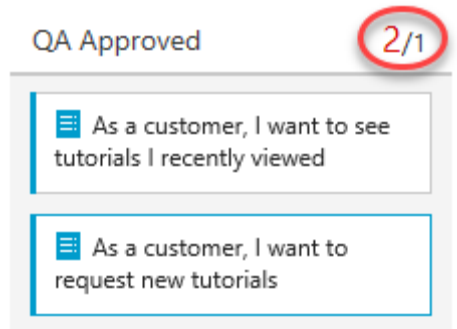 QA Approved 2/1
As a customer, I want to see
tutorials I recently viewed
As a customer, I want to
request new tutorials